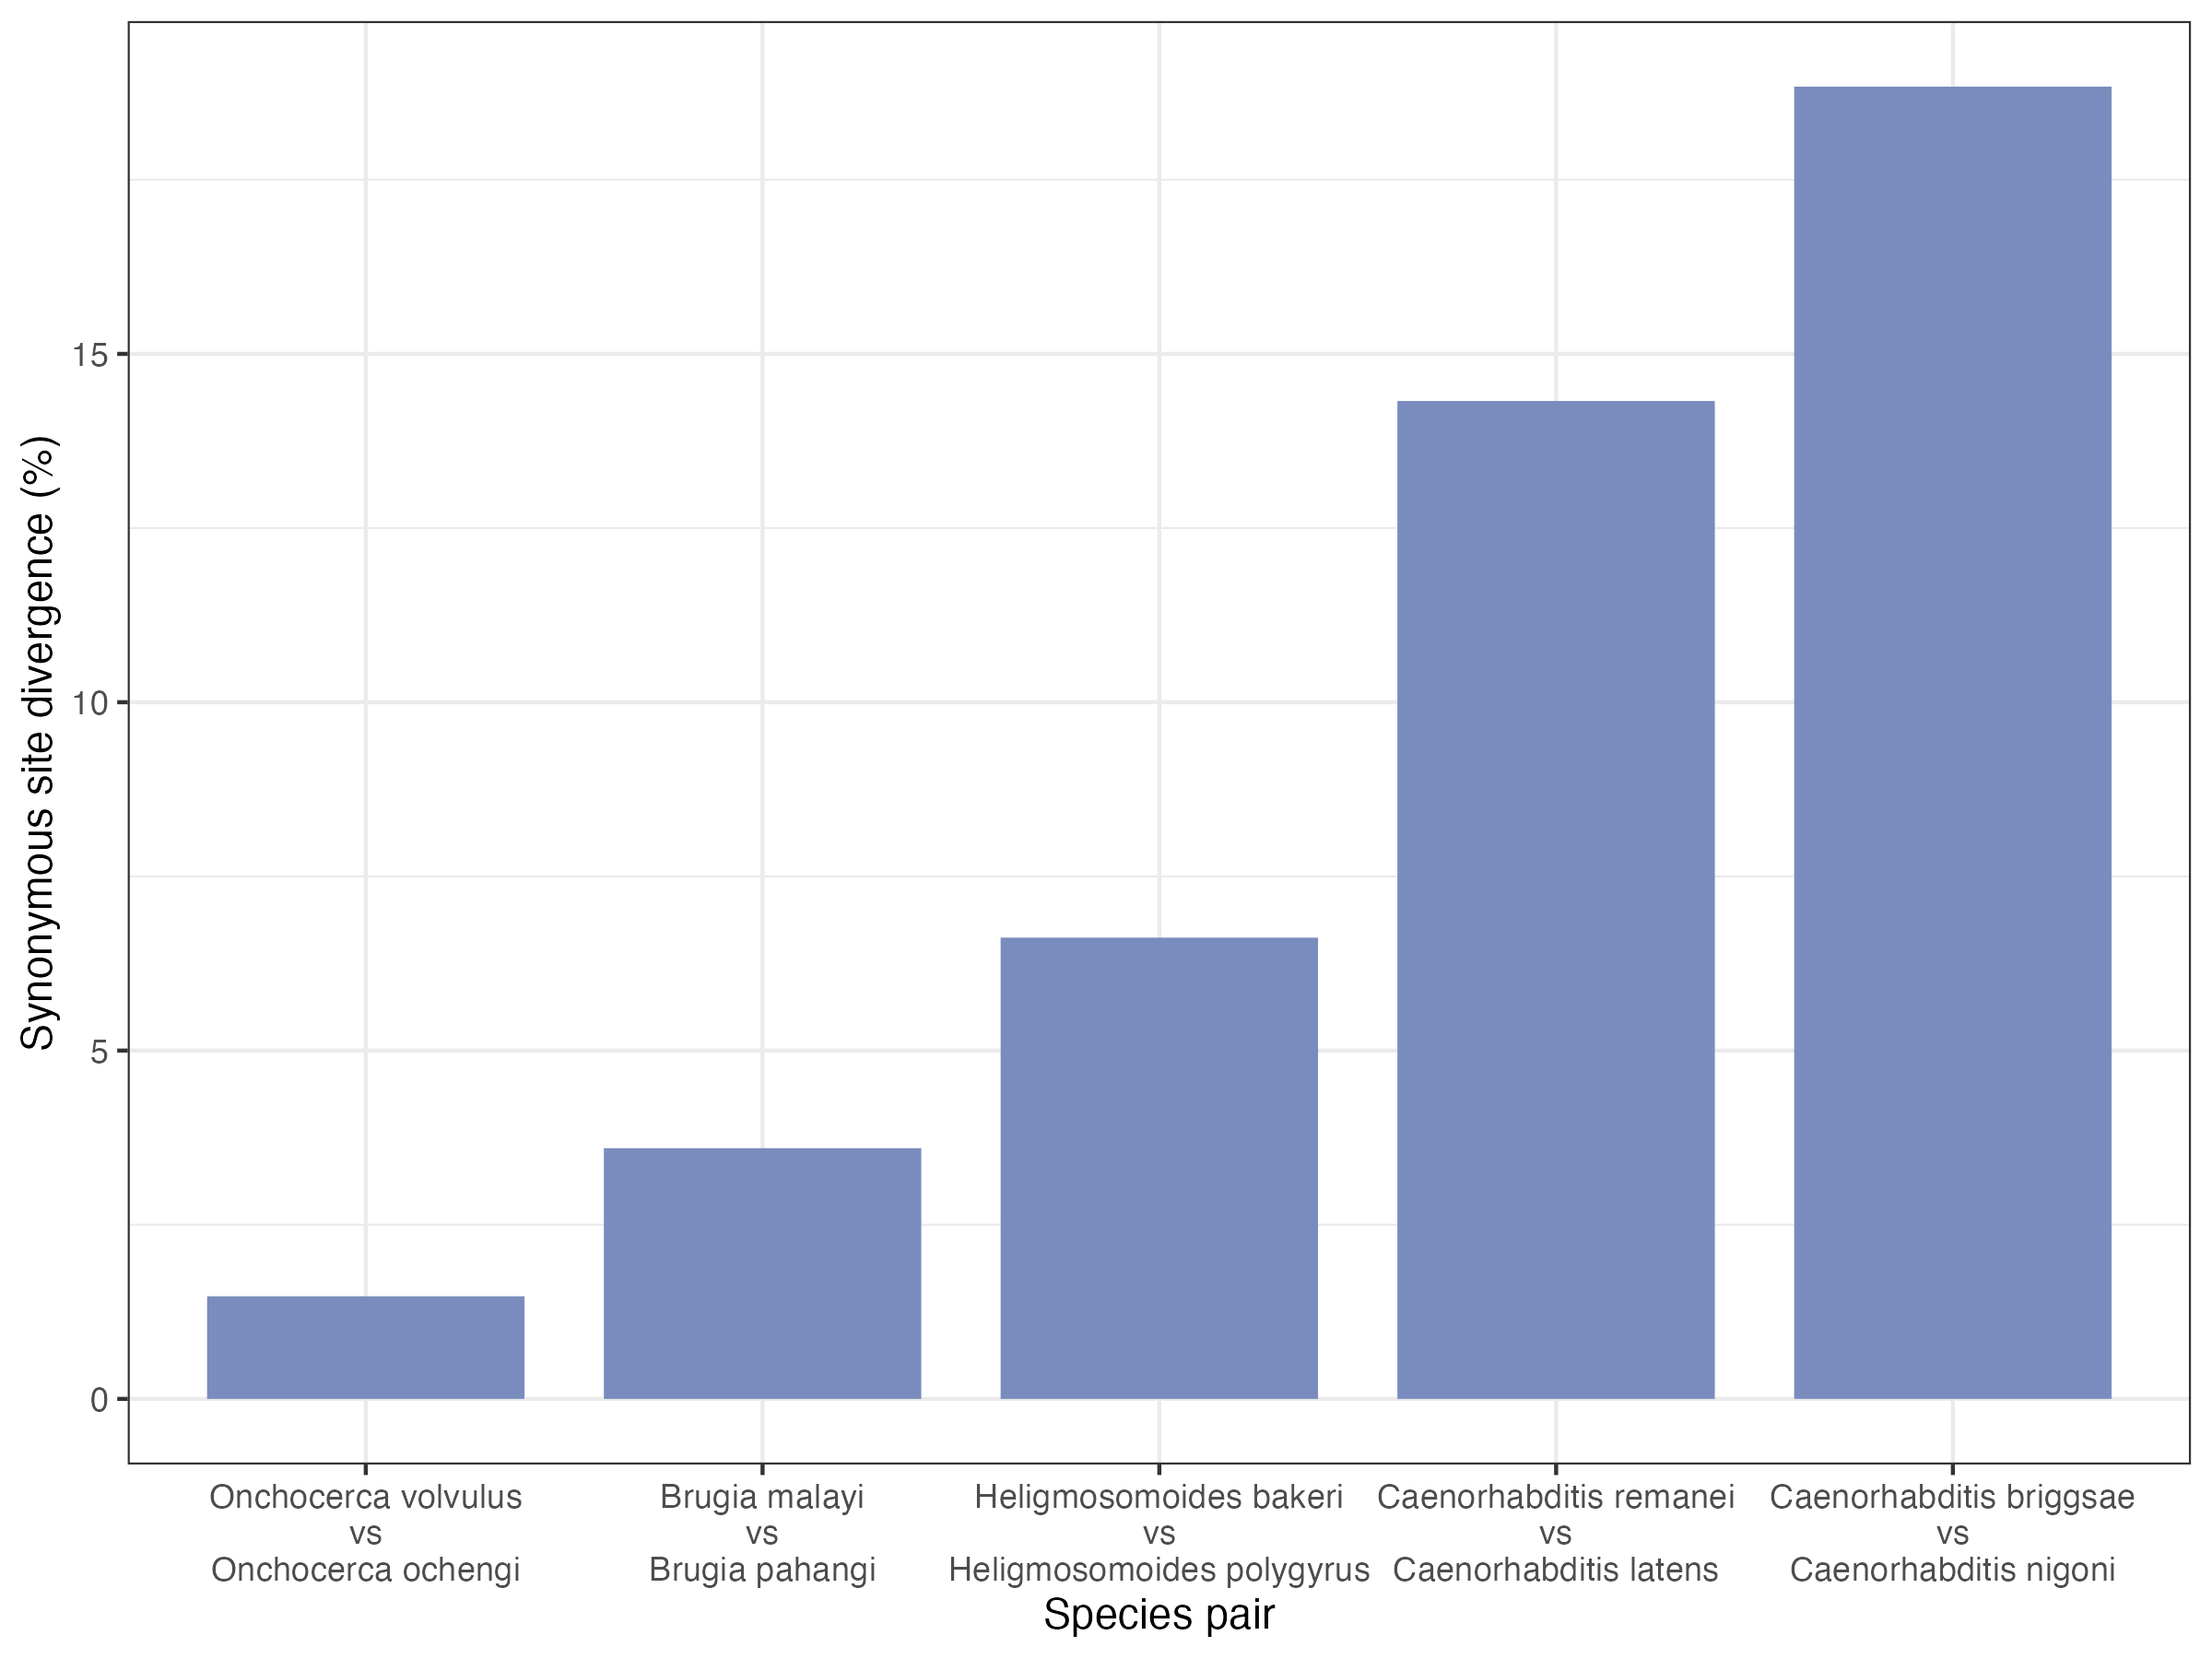 Synonymous site divergence (%)
15
10
5
0
Onchocerca volvulus
vs
Onchocerca ochengi
Brugia malayi
vs
Brugia pahangi
Heligmosomoides bakeri
vs
Heligmosomoides polygyrus
Caenorhabditis remanei
vs
Caenorhabditis latens
Caenorhabditis briggsae
vs
Caenorhabditis nigoni
Species pair